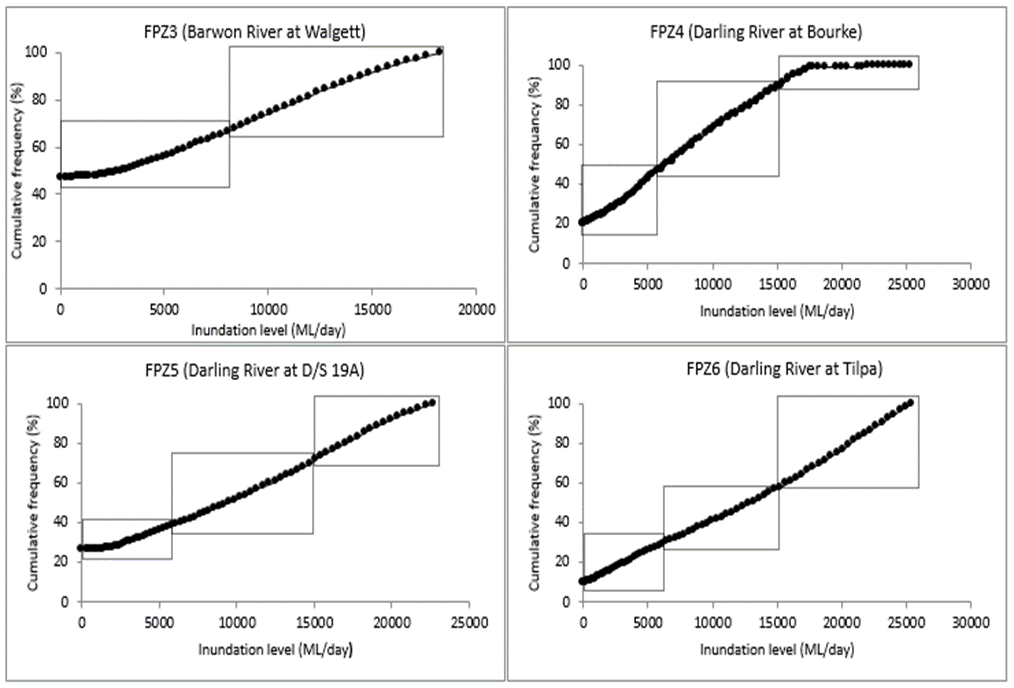 FPZ3 (Barwon River at Walgett)
Cumulative frequency (%)
100
80
60
40
20
0
0 5000 10000 15000 20000
Inundation level (ML/day)
FPZ4 (Darling River at Bourke)
Cumulative frequancy (%)
100
80
60
40
20
0
0 5000 10000 15000 20000 25000 30000
Inundation level (ML/day)
FPZ5 (Darling River at D/S 19A)
Cumulative frequency (%)
100
80
60
40
20
0
0 5000 10000 15000 20000 25000
Inundation level (ML/day)
FPZ6 (Darling River at Tilpa)
Cumulative frequency (%)
100
80
60
40
20
0
0 5000 10000 15000 20000 25000 30000
Inundation level (ML/day)